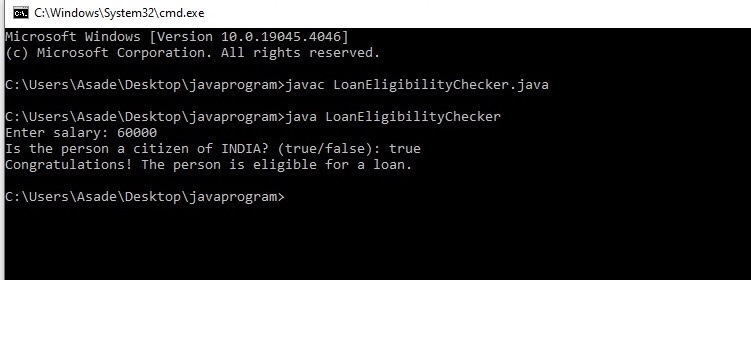 C:\Windows\System32\cmd.exe
Microsoft Windows [Version 10.0.19045.4046]
(c) Microsoft Corporation. All rights reserved.
C:\Users\Asade\Desktop\javaprogram>javac LoanEligibilityChecker.java
C:\Users\Asade\Desktop\javaprogram>java LoanEligibilityChecker
Enter salary: 60000
Is the person a citizen of INDIA? (true/false): true
Congratulations! The person is eligible for a loan.
C:\Users\Asade\Desktop\javaprogram>